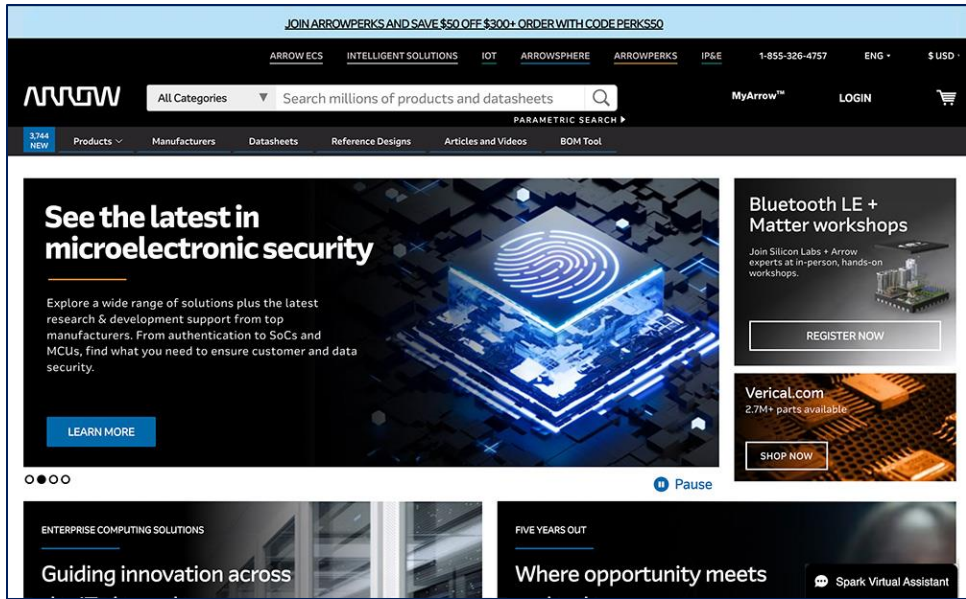 JOIN ARROWPERKS AND SAVE $50 OFF $300+ ORDER WITH CODE PERKS50
ARROW ECS INTELLIGENT SOLUTIONS IOT ARROWSPHERE ARROWPERKS IP&E 1-855-326-4757 ENG $ USD
ARROW All Categories Search millions of products and datasheets MyArrow™ LOGIN
PARAMETRIC SEARCH
3,744
NEW
Products Manufacturers Datasheets Reference Designs Articles and Videos BOM Tool
See the latest in
microelectronic security
Explore a wide range of solutions plus the latest
research & development support from top
manufacturers. From authentication to SoCs and
MCUs, find what you need to ensure customer and data
security.
LEARN MORE
Bluetooth LE +
Matter workshops
Join Silicon Labs + Arrow
experts at in-person, hands-on
workshops.
REGISTER NOW
Verical.com
2.7M+ parts available
SHOP NOW
Pause
ENTERPRISE COMPUTING SOLUTIONS
Guiding innovation across
FIVE YEARS OUT
Where opportunity meets
Spark Virtual Assistant